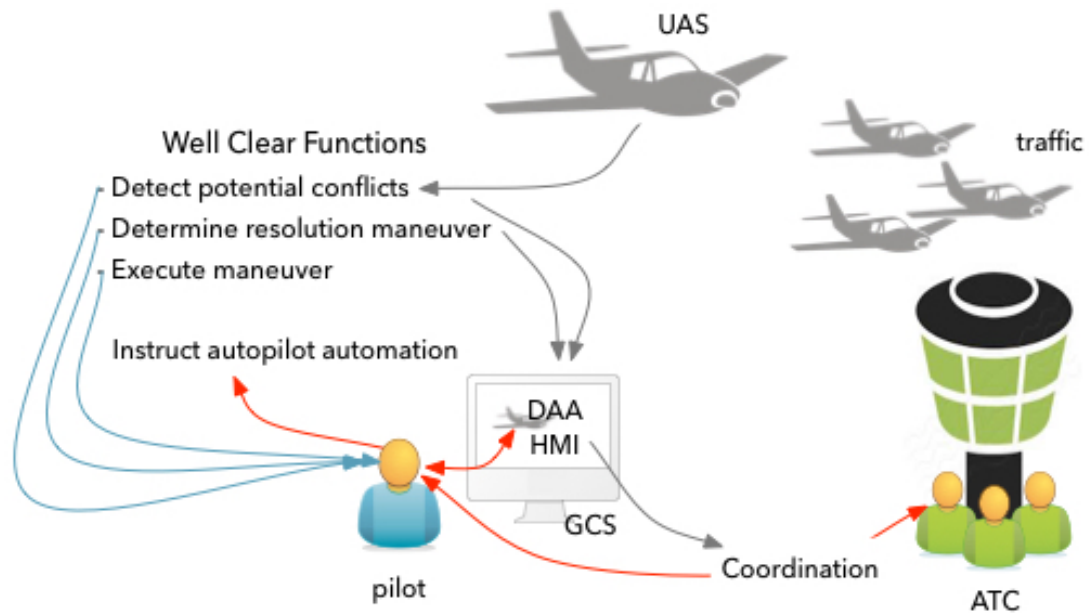 UAS
Well Clear Functions
traffic
- Detect potential conflicts
- Determine resolution maneuver
- Execute maneuver
Instruct autopilot automation
DAA
HMI
GCS
Coordination
pilot
ATC